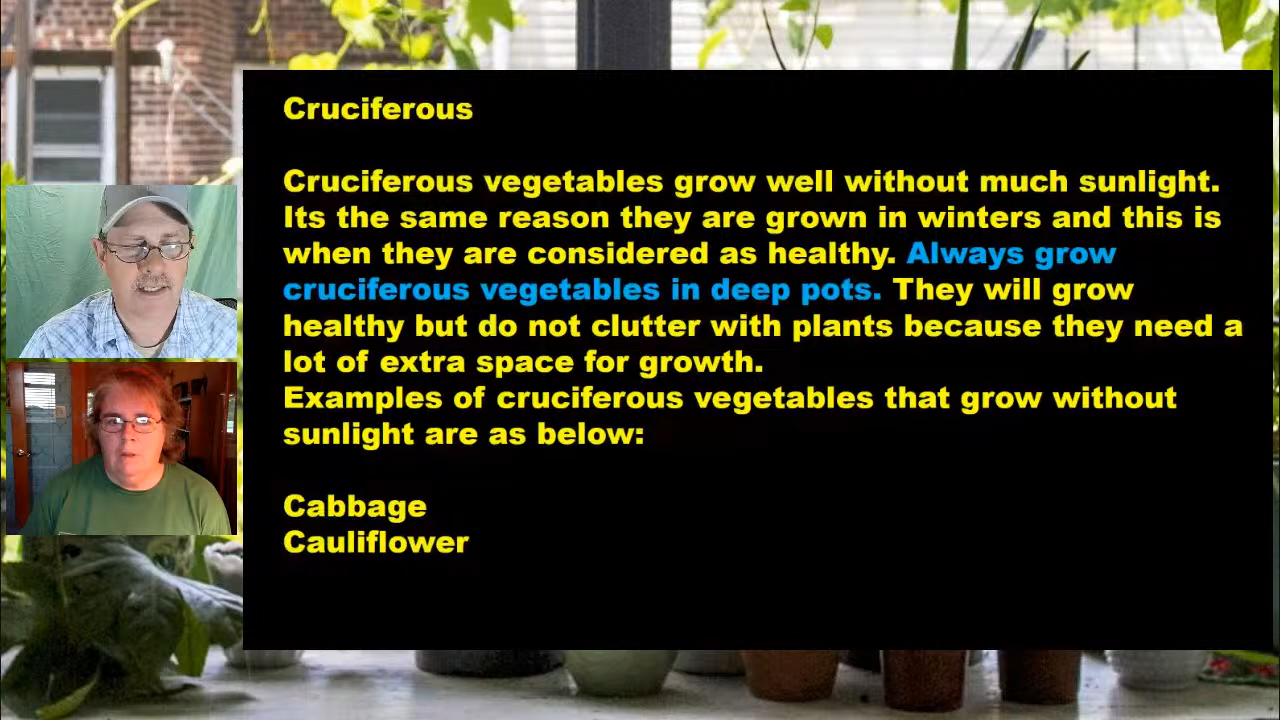 Cruciferous
Cruciferous vegetables grow well without much sunlight.
Its the same reason they are grown in winters and this is
when they are considered as healthy. Always grow
cruciferous vegetables in deep pots. They will grow
healthy but do not clutter with plants because they need a
lot of extra space for growth.
Examples of cruciferous vegetables that grow without
sunlight are as below:
Cabbage
Cauliflower